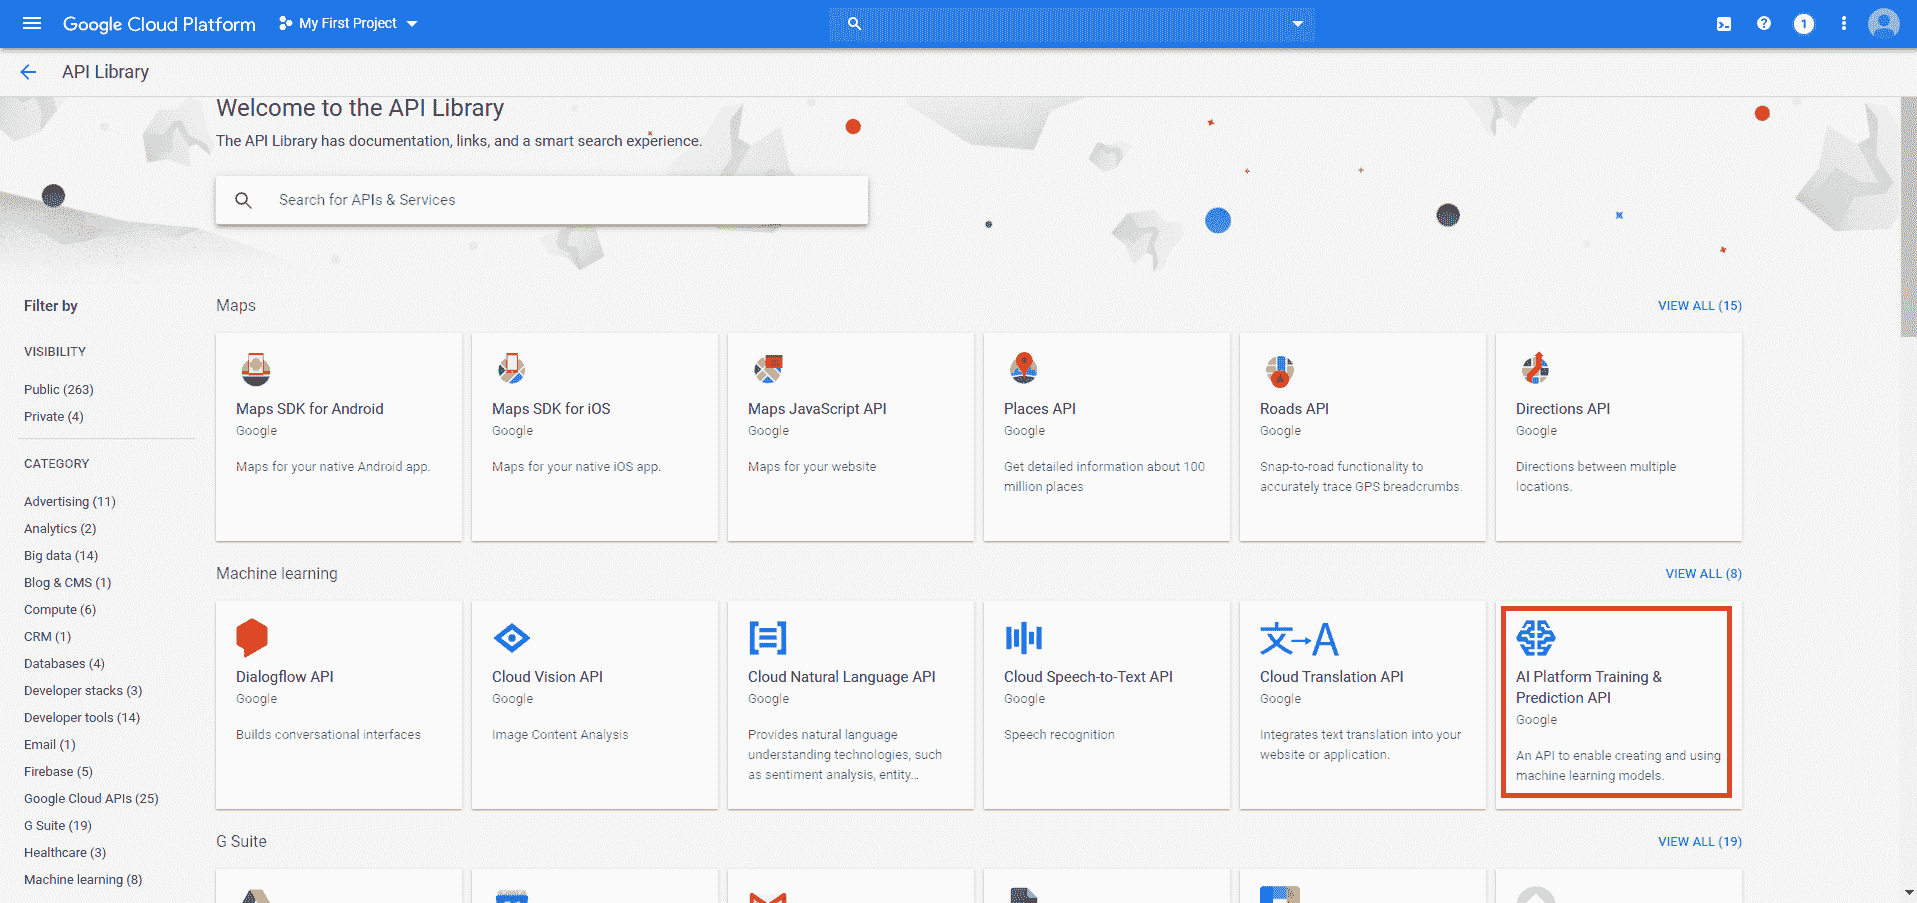 Google Cloud Platform
My First Project
1
API Library
Welcome to the API Library
The API Library has documentation, links, and a smart search experience.
Search for APIs & Services
Filter by
VISIBILITY
Public (263)
Private (4)
CATEGORY
Advertising (11)
Analytics (2)
Big data (14)
Blog & CMS (1)
Compute (6)
CRM (1)
Databases (4)
Developer stacks (3)
Developer tools (14)
Email (1)
Firebase (5)
Google Cloud APIs (25)
G Suite (19)
Healthcare (3)
Machine learning (8)
Maps
VIEW ALL (15)
Maps SDK for Android
Google
Maps for your native Android app.
Maps SDK for iOS
Google
Maps for your native iOS app.
Maps JavaScript API
Google
Maps for your website
Places API
Google
Get detailed information about 100
million places
Roads API
Google
Snap-to-road functionality to
accurately trace GPS breadcrumbs.
Directions API
Google
Directions between multiple
locations.
Machine learning
VIEW ALL (8)
Dialogflow API
Google
Builds conversational interfaces
Cloud Vision API
Google
Image Content Analysis
Cloud Natural Language API
Google
Provides natural language
understanding technologies, such
as sentiment analysis, entity...
Cloud Speech-to-Text API
Google
Speech recognition
文→A
Cloud Translation API
Google
Integrates text translation into your
website or application.
AI Platform Training &
Prediction API
Google
An API to enable creating and using
machine learning models.
G Suite
VIEW ALL (19)